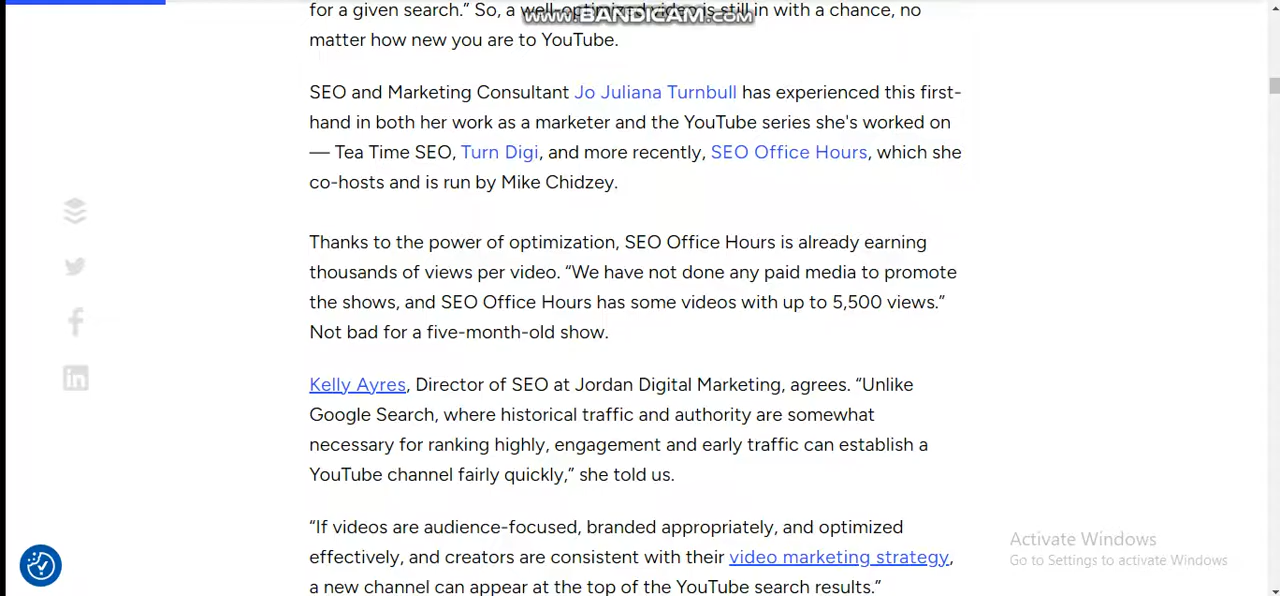 for a given search.” So, a well-optimized video is still in with a chance, no
www.BANDICAM.com
matter how new you are to YouTube.
SEO and Marketing Consultant Jo Juliana Turnbull has experienced this first-
hand in both her work as a marketer and the YouTube series she's worked on
— Tea Time SEO, Turn Digi, and more recently, SEO Office Hours, which she
co-hosts and is run by Mike Chidzey.
Thanks to the power of optimization, SEO Office Hours is already earning
thousands of views per video. “We have not done any paid media to promote
the shows, and SEO Office Hours has some videos with up to 5,500 views.”
Not bad for a five-month-old show.
Kelly Ayres, Director of SEO at Jordan Digital Marketing, agrees. “Unlike
Google Search, where historical traffic and authority are somewhat
necessary for ranking highly, engagement and early traffic can establish a
YouTube channel fairly quickly,” she told us.
“If videos are audience-focused, branded appropriately, and optimized
effectively, and creators are consistent with their video marketing strategy,
a new channel can appear at the top of the YouTube search results.”
Activate Windows
Go to Settings to activate Windows